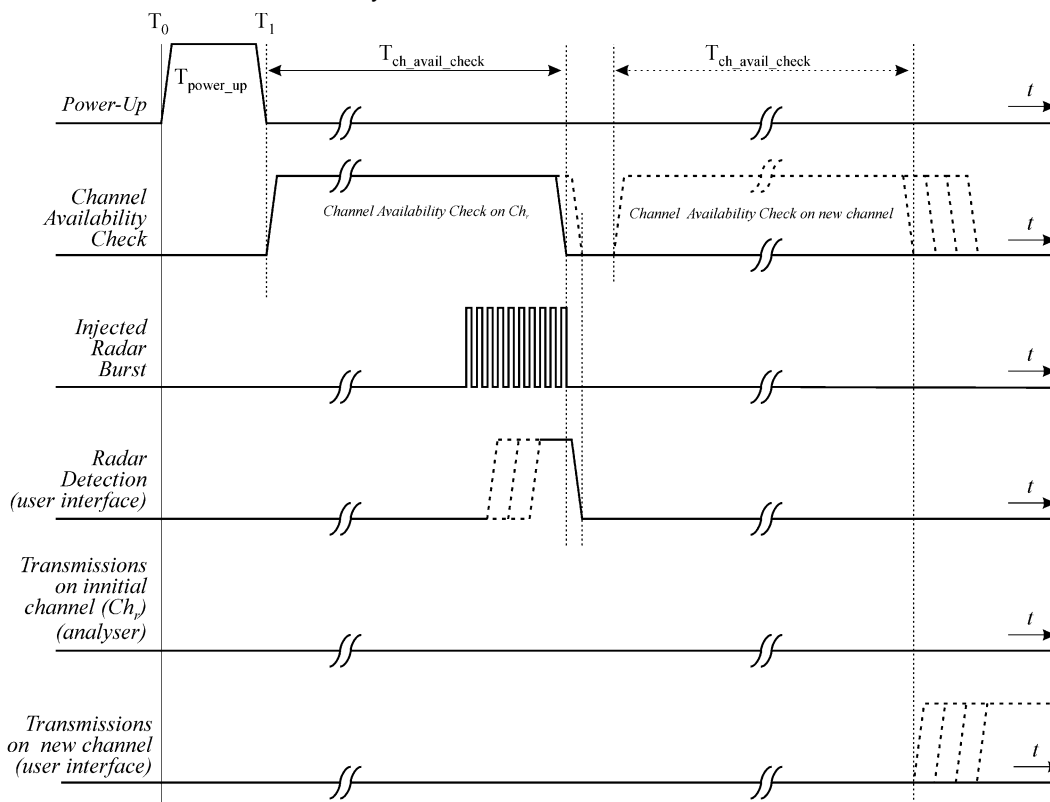 T0 T1
Tpower_up
Tch_avail_check
Tch_avail_check
Power-Up
t
Channel
Availability
Check
Channel Availability Check on Chr
Channel Availability Check on new channel
t
Injected
Radar
Burst
t
Radar
Detection
(user interface)
t
Transmissions
on innitial
channel (Chr)
(analyser)
t
Transmissions
on new channel
(user interface)
t